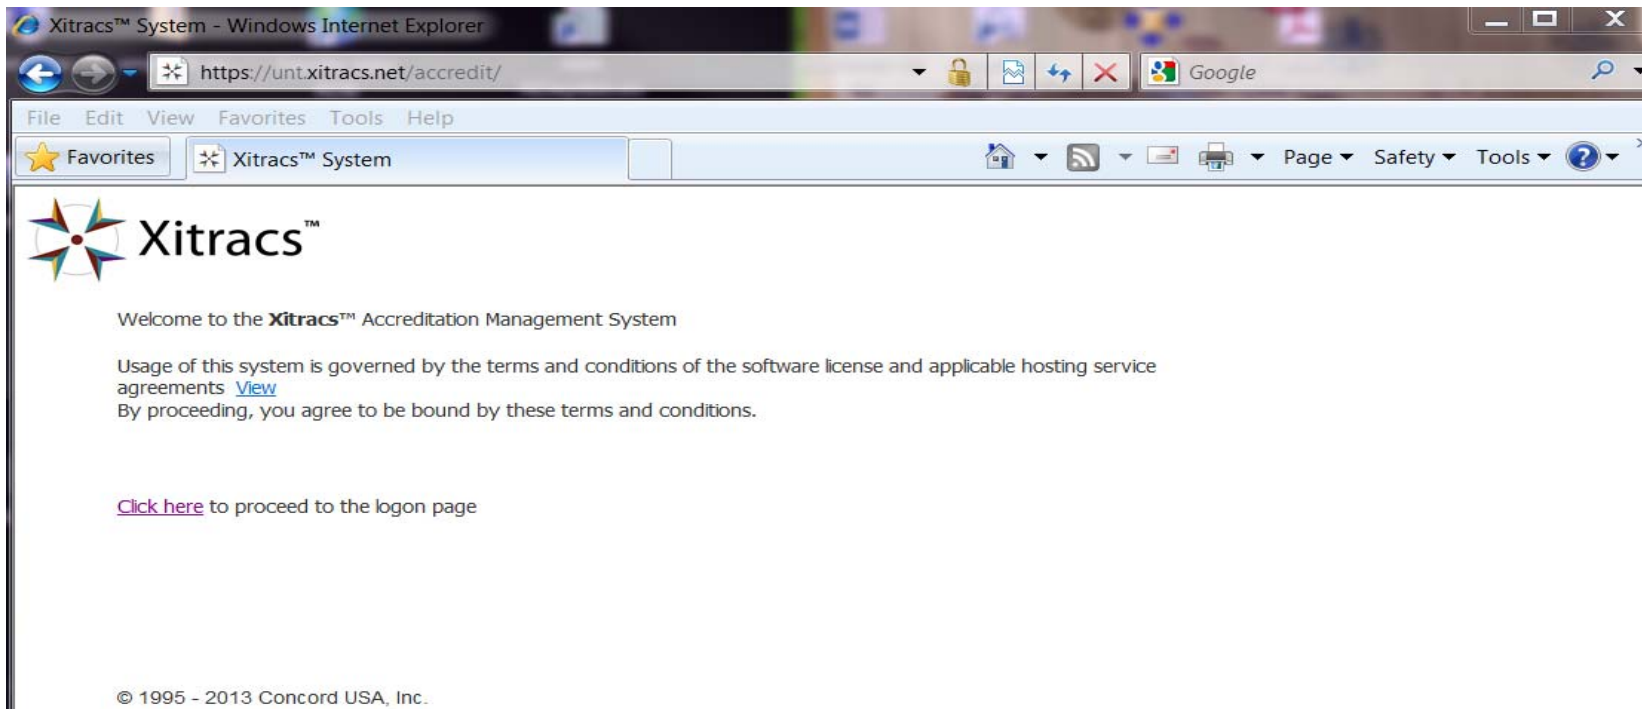 Xitracs™ System - Windows Internet Explorer
https://unt.xitracs.net/accredit/
Google
File Edit View Favorites Tools Help
Favorites Xitracs™ System Page Safety Tools
Xitracs™
Welcome to the Xitracs™ Accreditation Management System
Usage of this system is governed by the terms and conditions of the software license and applicable hosting service
agreements View
By proceeding, you agree to be bound by these terms and conditions.
Click here to proceed to the logon page
© 1995 - 2013 Concord USA, Inc.